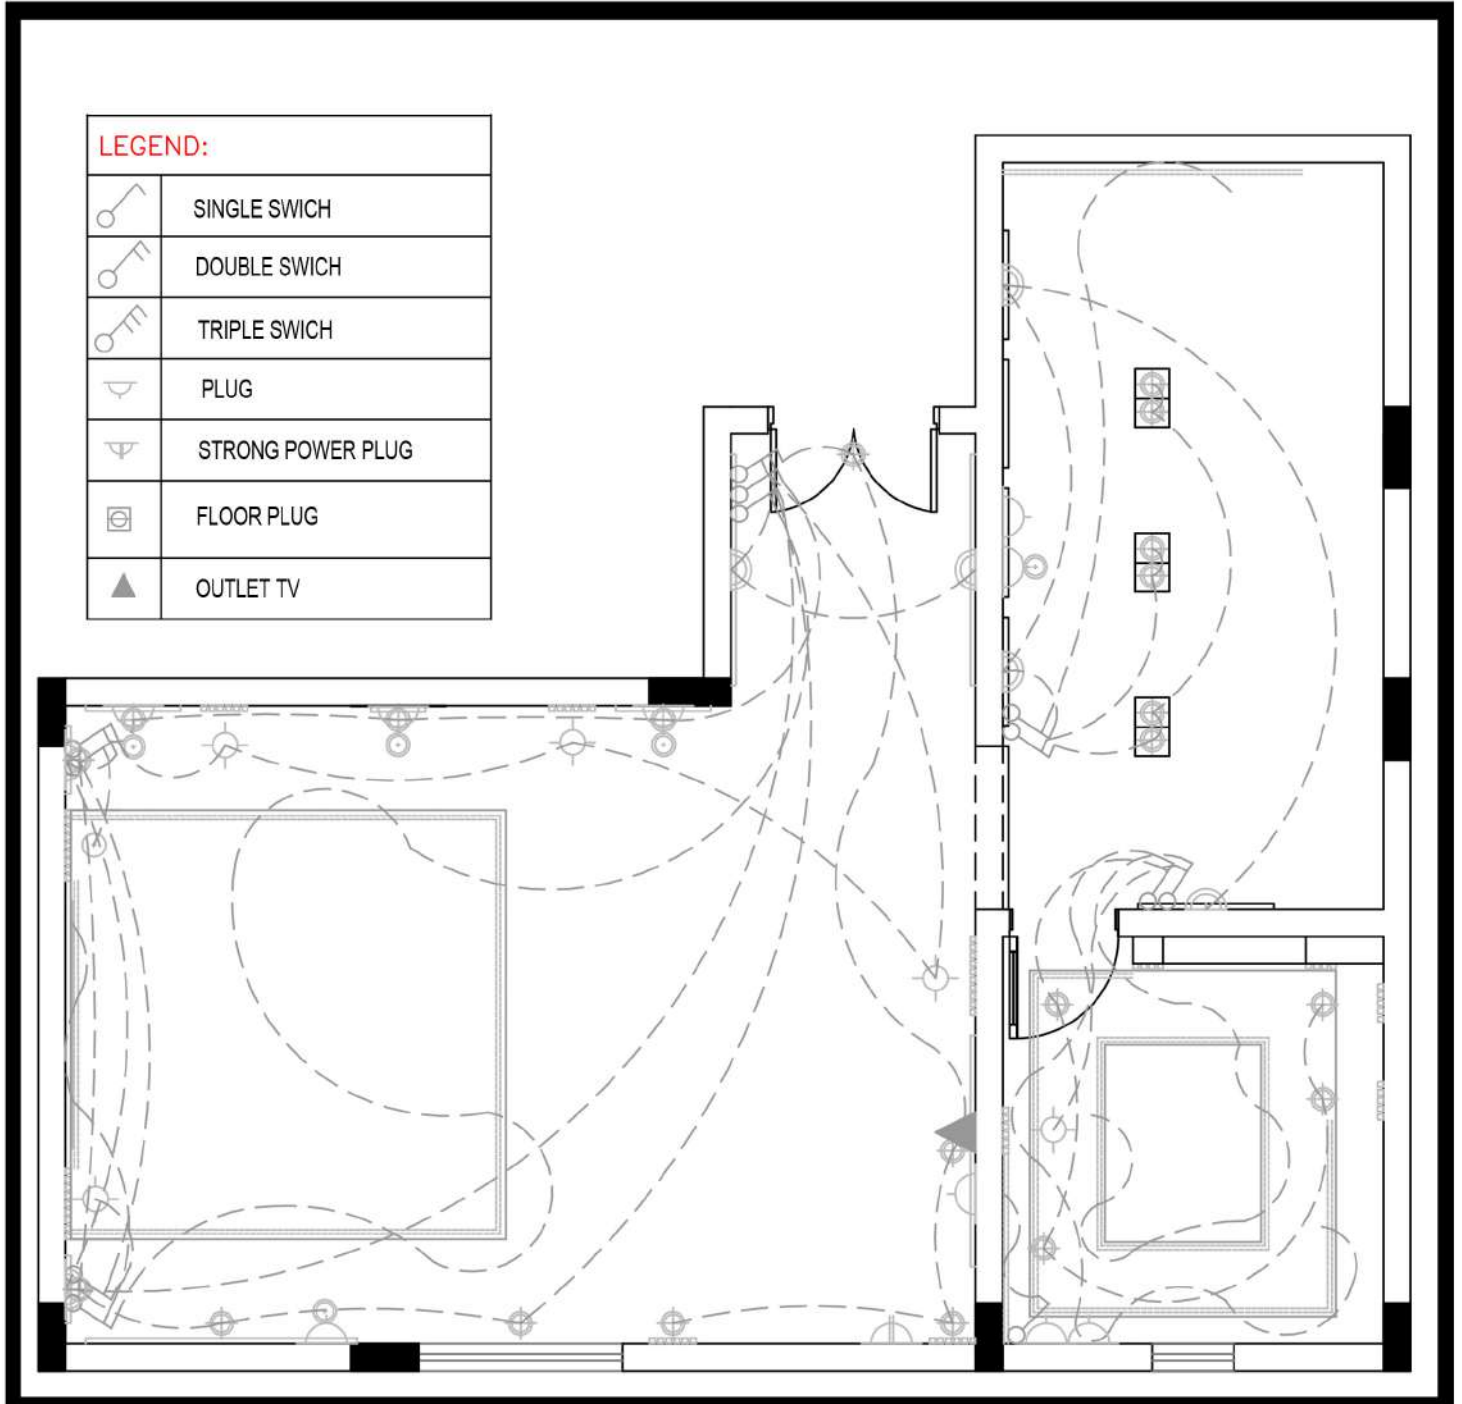 LEGEND:
SINGLE SWICH
DOUBLE SWICH
TRIPLE SWICH
PLUG
STRONG POWER PLUG
FLOOR PLUG
OUTLET TV